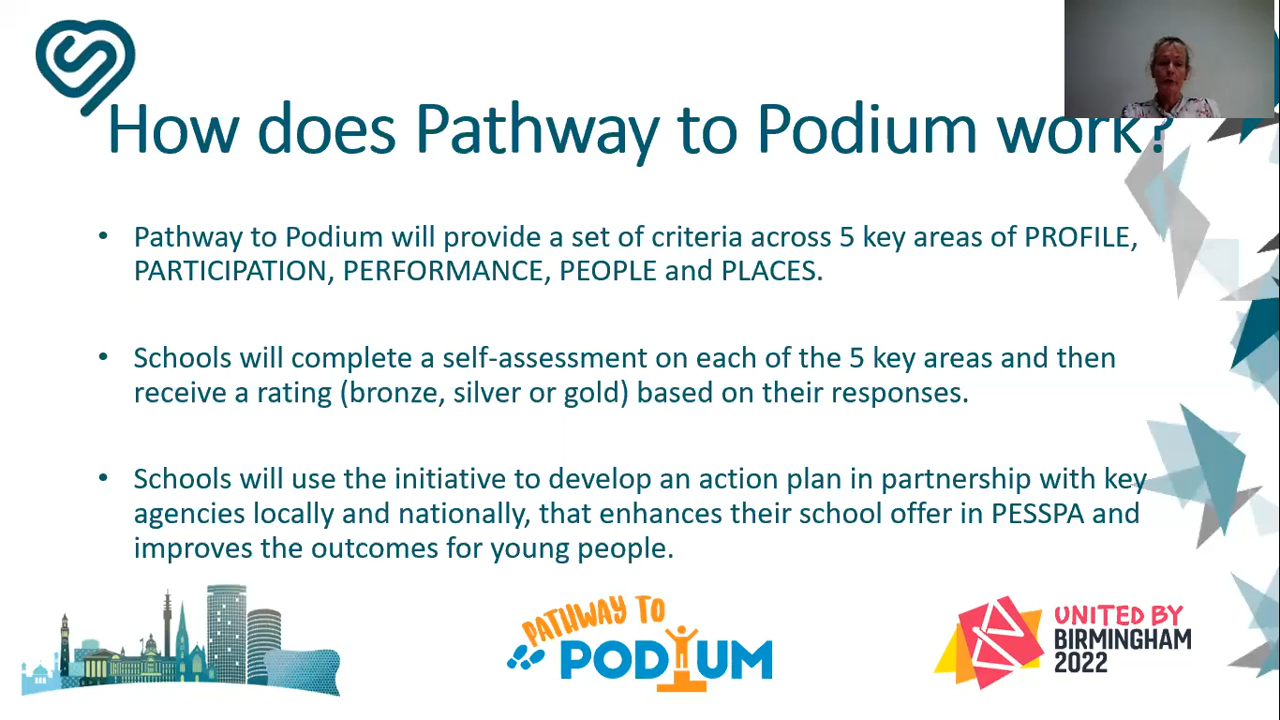 How does Pathway to Podium work?
• Pathway to Podium will provide a set of criteria across 5 key areas of PROFILE,
PARTICIPATION, PERFORMANCE, PEOPLE and PLACES.
• Schools will complete a self-assessment on each of the 5 key areas and then
receive a rating (bronze, silver or gold) based on their responses.
• Schools will use the initiative to develop an action plan in partnership with key
agencies locally and nationally, that enhances their school offer in PESSPA and
improves the outcomes for young people.
PATHWAY TO
PODIUM
UNITED BY
BIRMINGHAM
2022